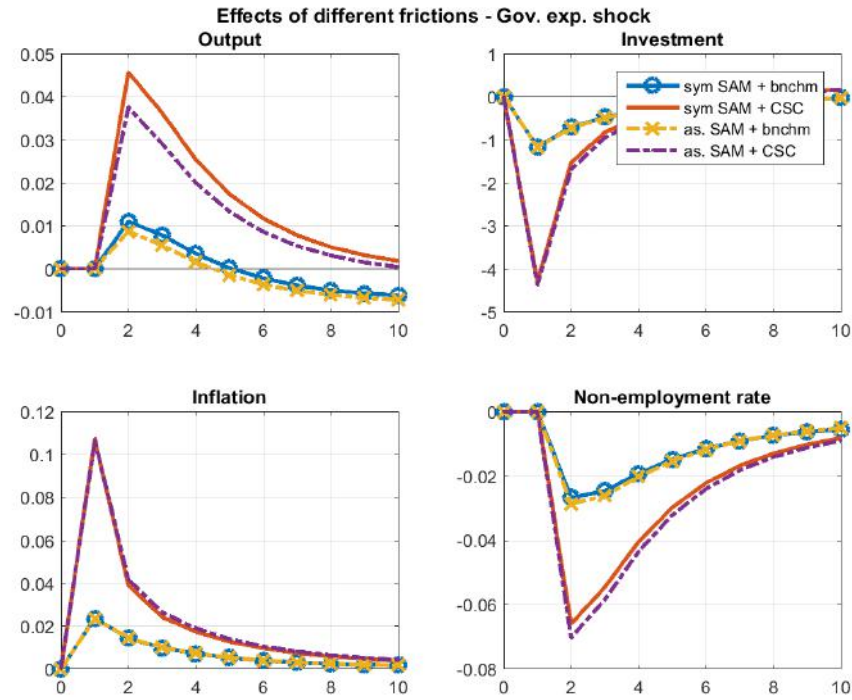 Effects of different frictions - Gov. exp. shock
Output
0.05
0.04
0.03
0.02
0.01
0
-0.01
0 2 4 6 8 10
Investment
1
0
-1
-2
-3
-4
-5
0 2 4 6 8 10
sym SAM + bnchm
sym SAM + CSC
as. SAM + bnchm
as. SAM + CSC
Inflation
0.12
0.1
0.08
0.06
0.04
0.02
0
0 2 4 6 8 10
Non-employment rate
0
-0.02
-0.04
-0.06
-0.08
0 2 4 6 8 10